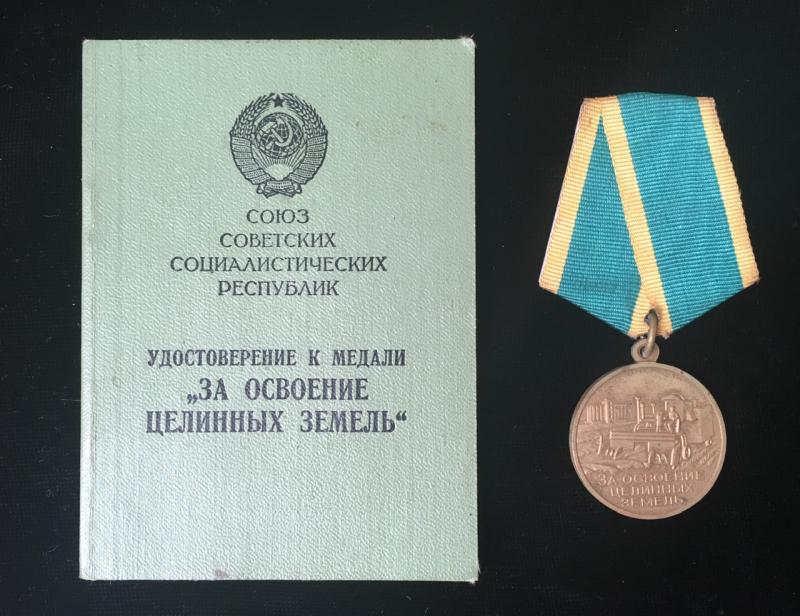 СОЮЗ
СОВЕТСКИХ
СОЦИАЛИСТИЧЕСКИХ
РЕСПУБЛИК
УДОСТОВЕРЕНИЕ К МЕДАЛИ
„ЗА ОСВОЕНИЕ
ЦЕЛИННЫХ ЗЕМЕЛЬ“
ЗА ОСВОЕНИЕ
ЦЕЛИННЫХ
ЗЕМЕЛЬ